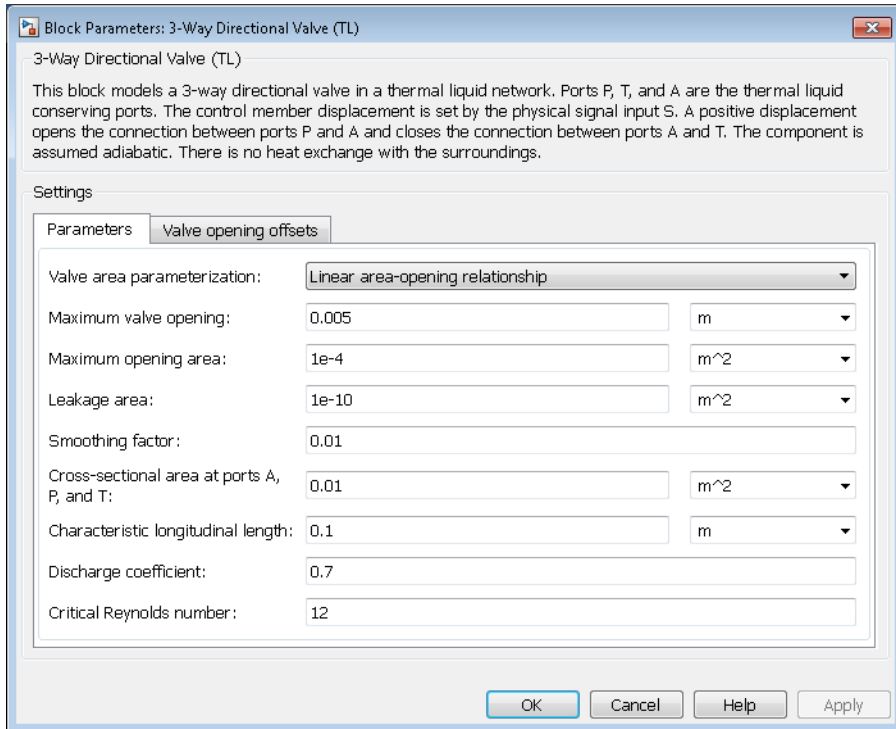 Block Parameters: 3-Way Directional Valve (TL)
3-Way Directional Valve (TL)
This block models a 3-way directional valve in a thermal liquid network. Ports P, T, and A are the thermal liquid
conserving ports. The control member displacement is set by the physical signal input S. A positive displacement
opens the connection between ports P and A and closes the connection between ports A and T. The component is
assumed adiabatic. There is no heat exchange with the surroundings.
Settings
Parameters Valve opening offsets
Valve area parameterization: Linear area-opening relationship
Maximum valve opening: 0.005 m
Maximum opening area: 1e-4 m^2
Leakage area: 1e-10 m^2
Smoothing factor: 0.01
Cross-sectional area at ports A,
P, and T: 0.01 m^2
Characteristic longitudinal length: 0.1 m
Discharge coefficient: 0.7
Critical Reynolds number: 12
OK Cancel Help Apply